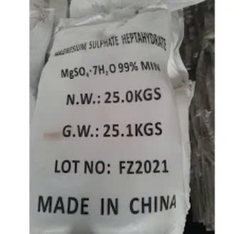 MAGNESIUM SULPHATE HEPTAHYDRATE
MgSO₄·7H₂O 99% MIN
N.W.: 25.0KGS
G.W.: 25.1KGS
LOT NO: FZ2021
MADE IN CHINA